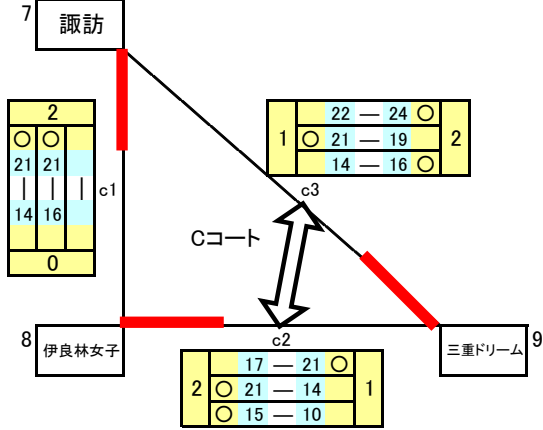 7
諏訪
2
○ ○
21 21
| | |
14 16
0
c1
22 — 24 ○
1 ○ 21 — 19 2
14 — 16 ○
c3
Cコート
8
伊良林女子
c2
三重ドリーム
9
17 — 21 ○
2 ○ 21 — 14 1
○ 15 — 10